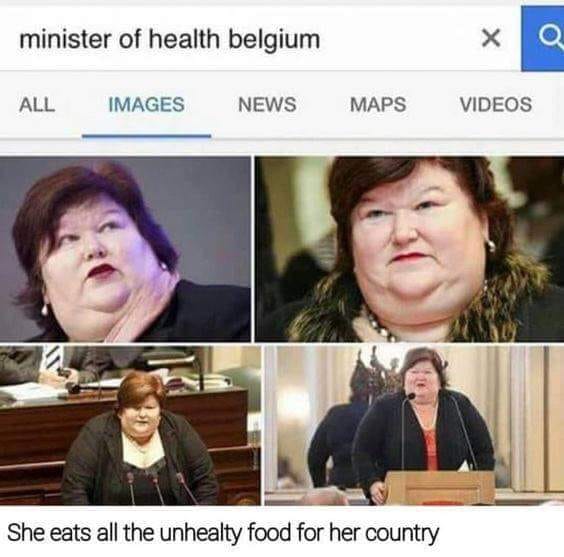 minister of health belgium
ALL IMAGES NEWS MAPS VIDEOS
She eats all the unhealty food for her country